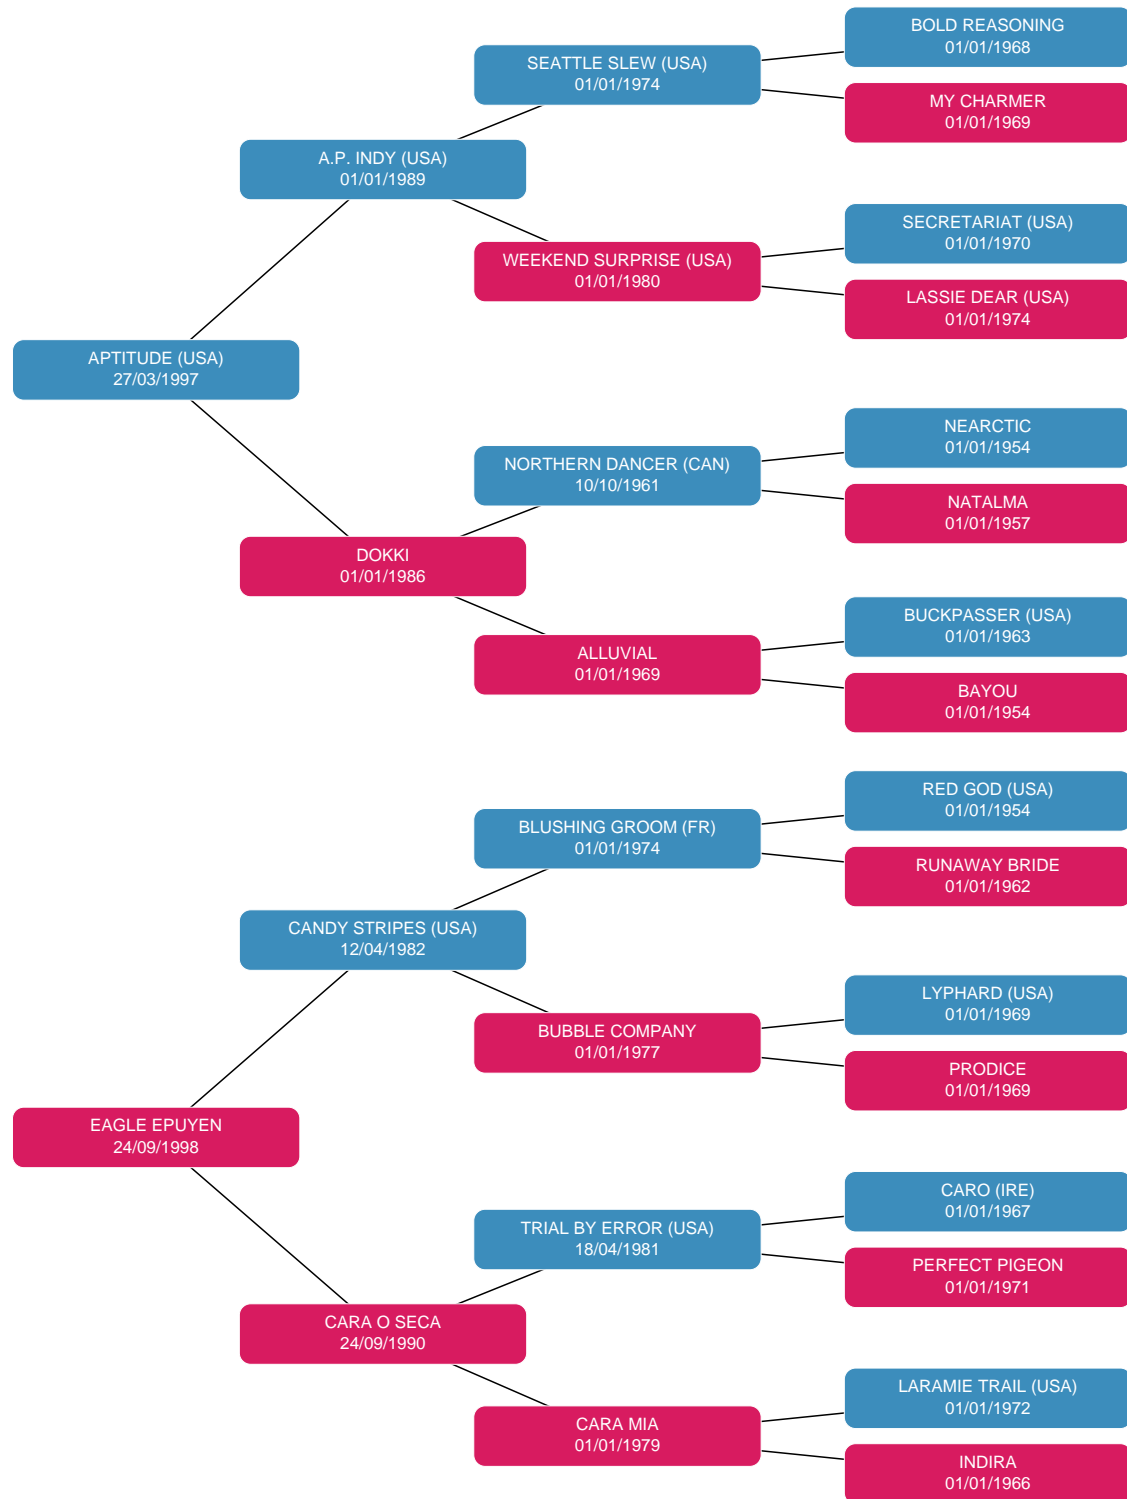 BOLD REASONING
01/01/1968
SEATTLE SLEW (USA)
01/01/1974
MY CHARMER
01/01/1969
A.P. INDY (USA)
01/01/1989
SECRETARIAT (USA)
01/01/1970
WEEKEND SURPRISE (USA)
01/01/1980
LASSIE DEAR (USA)
01/01/1974
APTITUDE (USA)
27/03/1997
NEARCTIC
01/01/1954
NORTHERN DANCER (CAN)
10/10/1961
NATALMA
01/01/1957
DOKKI
01/01/1986
BUCKPASSER (USA)
01/01/1963
ALLUVIAL
01/01/1969
BAYOU
01/01/1954
RED GOD (USA)
01/01/1954
BLUSHING GROOM (FR)
01/01/1974
RUNAWAY BRIDE
01/01/1962
CANDY STRIPES (USA)
12/04/1982
LYPHARD (USA)
01/01/1969
BUBBLE COMPANY
01/01/1977
PRODICE
01/01/1969
EAGLE EPUYEN
24/09/1998
CARO (IRE)
01/01/1967
TRIAL BY ERROR (USA)
18/04/1981
PERFECT PIGEON
01/01/1971
CARA O SECA
24/09/1990
LARAMIE TRAIL (USA)
01/01/1972
CARA MIA
01/01/1979
INDIRA
01/01/1966